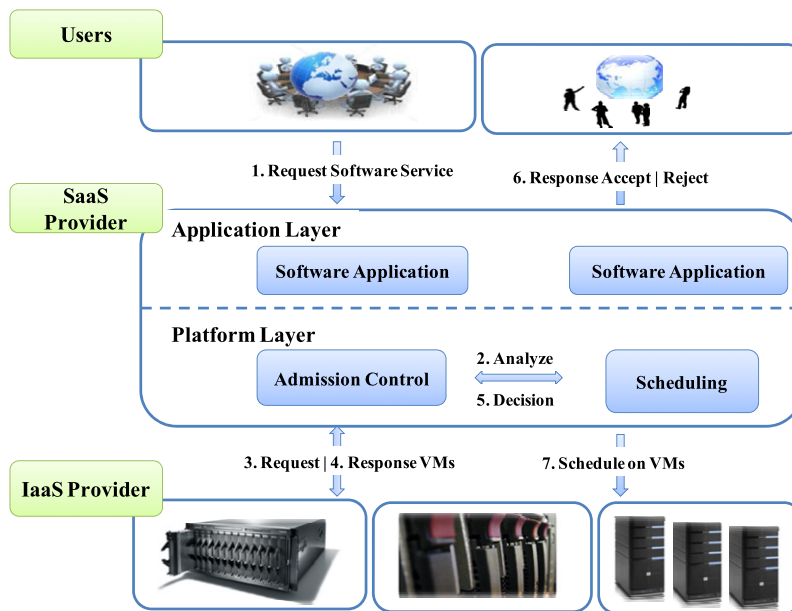 Users
1. Request Software Service
6. Response Accept | Reject
SaaS
Provider
Application Layer
Software Application
Software Application
Platform Layer
Admission Control
2. Analyze
5. Decision
Scheduling
3. Request | 4. Response VMs
7. Schedule on VMs
IaaS Provider